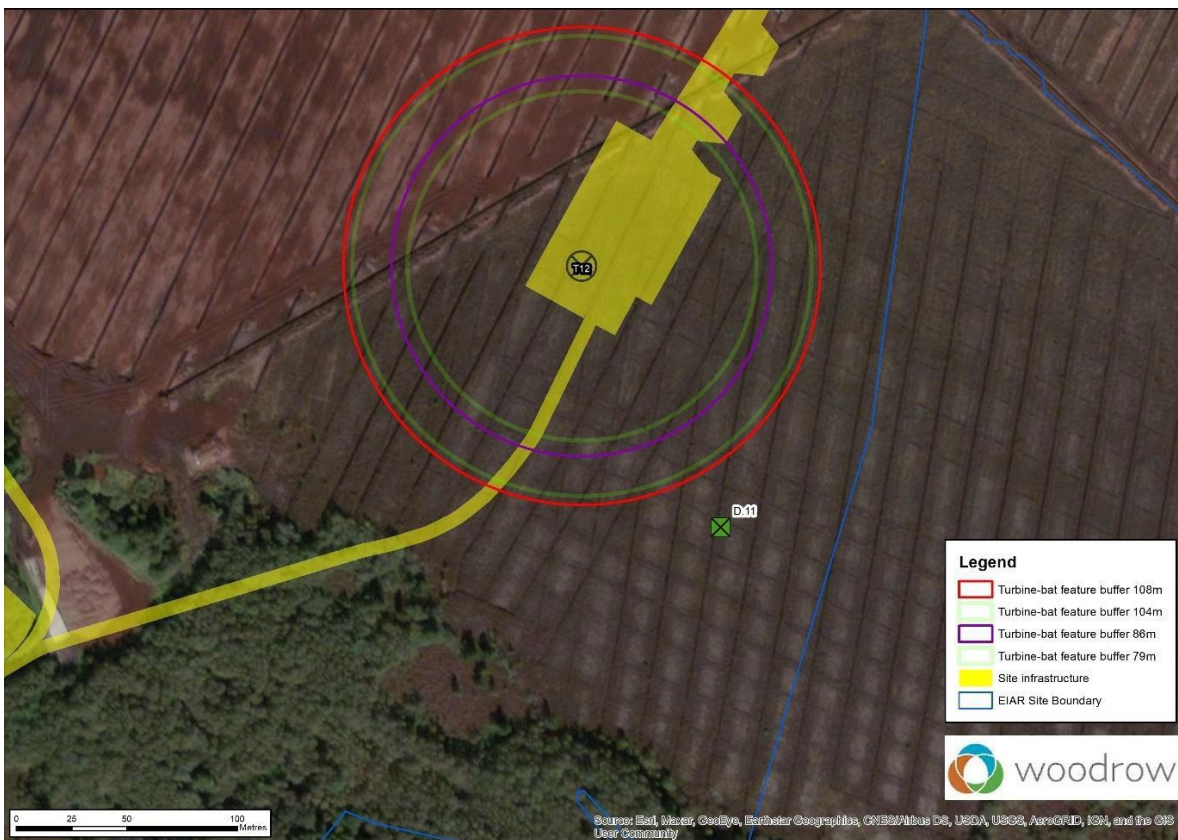 T12
D.11
Legend
Turbine-bat feature buffer 108m
Turbine-bat feature buffer 104m
Turbine-bat feature buffer 86m
Turbine-bat feature buffer 79m
Site infrastructure
EIAR Site Boundary
woodrow
0 25 50 100
Metres
Source: Esri, Maxar, GeoEye, Earthstar Geographics, CNES/Airbus DS, USDA, USGS, AeroGRID, IGN, and the GIS
User Community